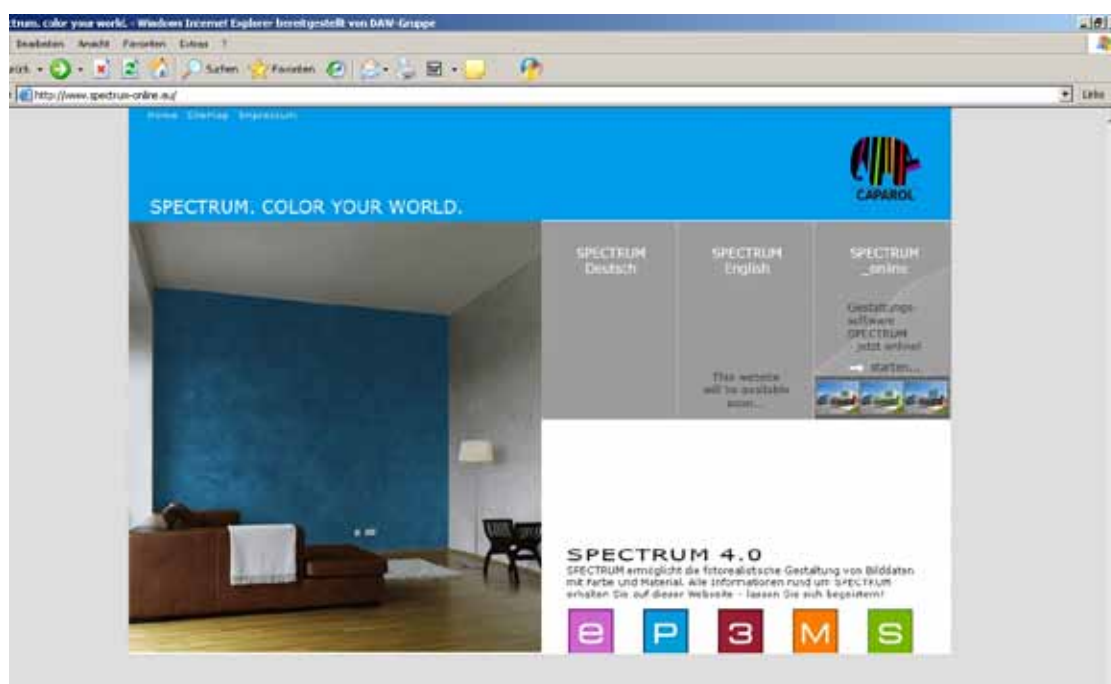 ctrum. color your world. - Windows Internet Explorer bereitgestellt von DAW-Gruppe
Bearbeiten Ansicht Favoriten Extras ?
Suchen Favoriten
http://www.spectrum-online.eu/
Links
Home Sitemap Impressum
CAPAROL
SPECTRUM. COLOR YOUR WORLD.
SPECTRUM
Deutsch
SPECTRUM
English
This website
will be available
soon...
SPECTRUM
_online
Gestaltungs-
software
SPECTRUM
jetzt online!
starten...
SPECTRUM 4.0
SPECTRUM ermöglicht die fotorealistische Gestaltung von Bilddaten
mit Farbe und Material. Alle Informationen rund um SPECTRUM
erhalten Sie auf dieser Webseite - lassen Sie sich begeistern!
e P 3 M S